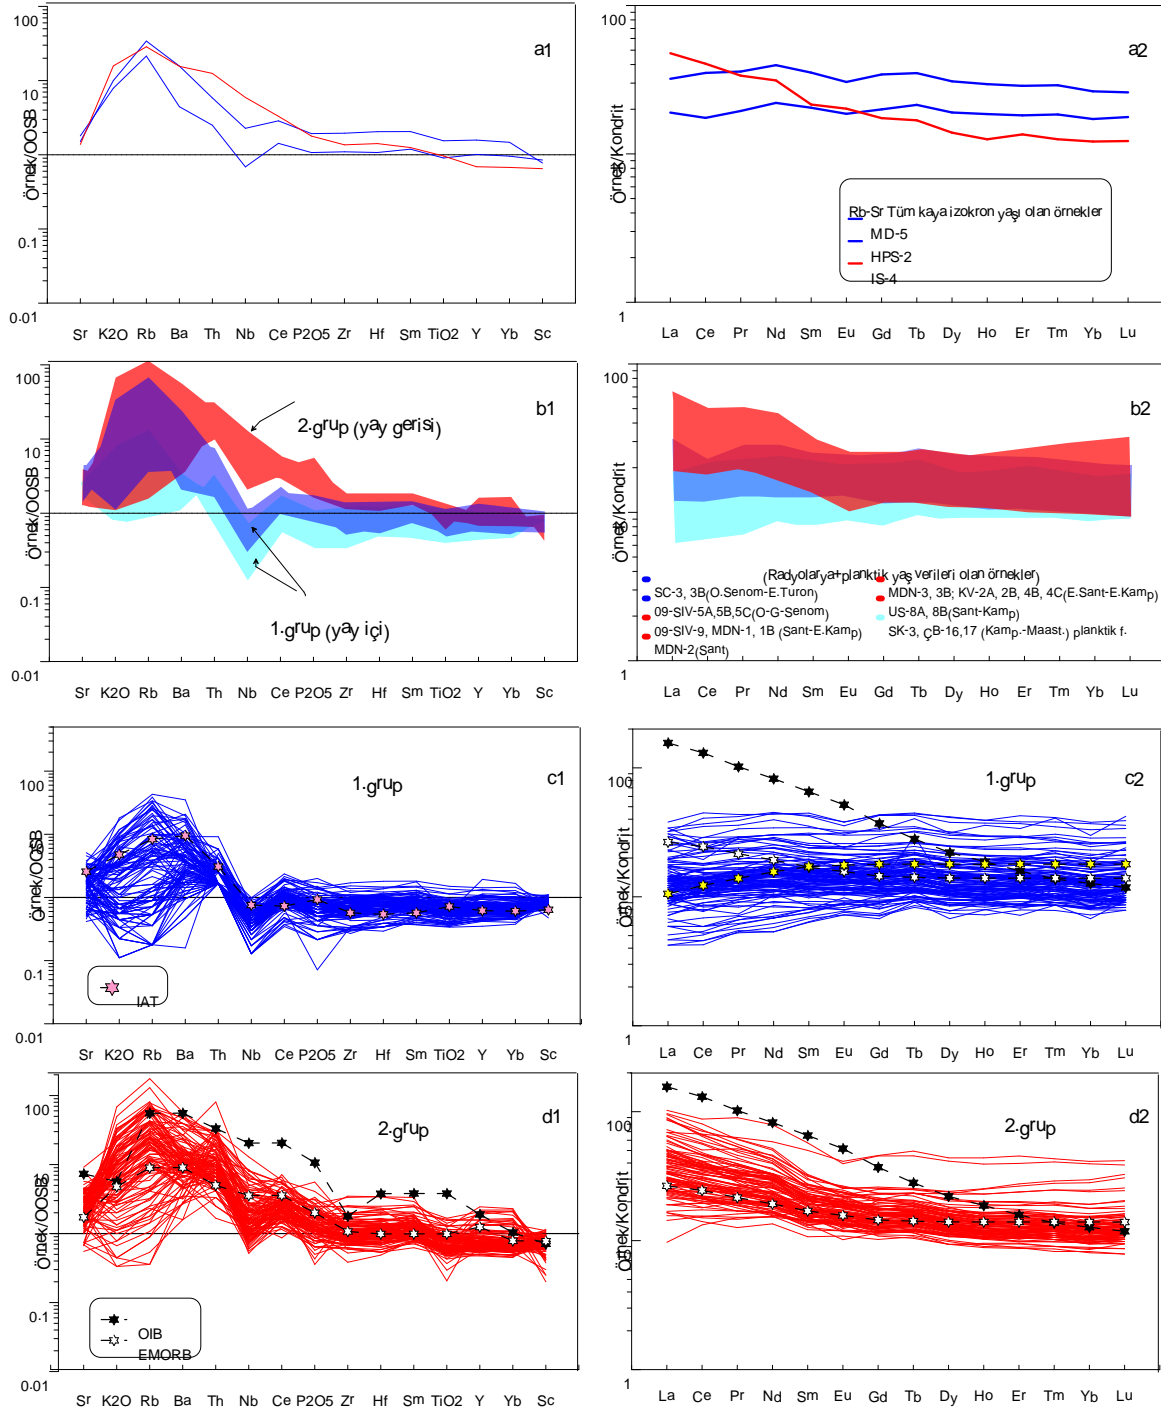 100
10
0.1
0.01
Örnek/OOSB
a1
Sr K2O Rb Ba Th Nb Ce P2O5 Zr Hf Sm TiO2 Y Yb Sc
100
10
1
Örnek/Kondrit
a2
Rb-Sr Tüm kaya izokron yaşı olan örnekler
MD-5
HPS-2
IS-4
La Ce Pr Nd Sm Eu Gd Tb Dy Ho Er Tm Yb Lu
100
10
0.1
0.01
Örnek/OOSB
b1
2.grup (yay gerisi)
1.grup (yay içi)
Sr K2O Rb Ba Th Nb Ce P2O5 Zr Hf Sm TiO2 Y Yb Sc
100
10
1
Örnek/Kondrit
b2
(Radyolarya+planktik yaş verileri olan örnekler)
SC-3, 3B(O.Senom-E.Turon)
MDN-3, 3B; KV-2A, 2B, 4B, 4C(E.Sant-E.Kamp)
09-SIV-5A,5B,5C(O-G-Senom)
US-8A, 8B(Sant-Kamp)
09-SIV-9, MDN-1, 1B (Sant-E.Kamp)
SK-3, ÇB-16,17 (Kamp.-Maast.) planktik f.
MDN-2(Sant)
La Ce Pr Nd Sm Eu Gd Tb Dy Ho Er Tm Yb Lu
100
10
0.1
0.01
Örnek/OOSB
1.grup
c1
IAT
Sr K2O Rb Ba Th Nb Ce P2O5 Zr Hf Sm TiO2 Y Yb Sc
100
10
1
Örnek/Kondrit
1.grup
c2
La Ce Pr Nd Sm Eu Gd Tb Dy Ho Er Tm Yb Lu
100
10
0.1
0.01
Örnek/OOSB
2.grup
d1
OIB
EMORB
Sr K2O Rb Ba Th Nb Ce P2O5 Zr Hf Sm TiO2 Y Yb Sc
100
10
1
Örnek/Kondrit
2.grup
d2
La Ce Pr Nd Sm Eu Gd Tb Dy Ho Er Tm Yb Lu